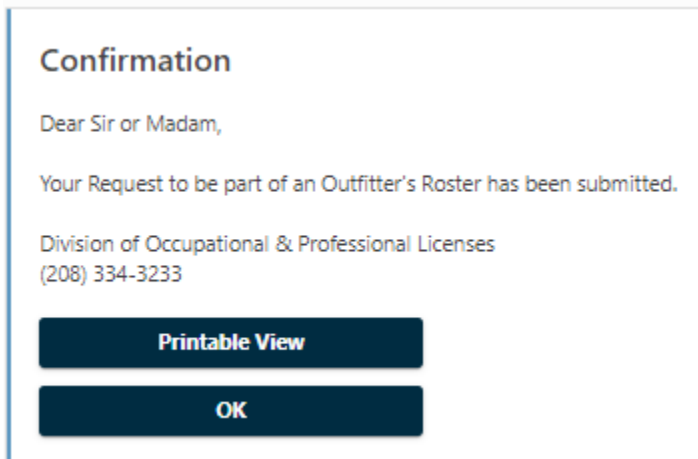 Confirmation
Dear Sir or Madam,
Your Request to be part of an Outfitter's Roster has been submitted.
Division of Occupational & Professional Licenses
(208) 334-3233
Printable View
OK